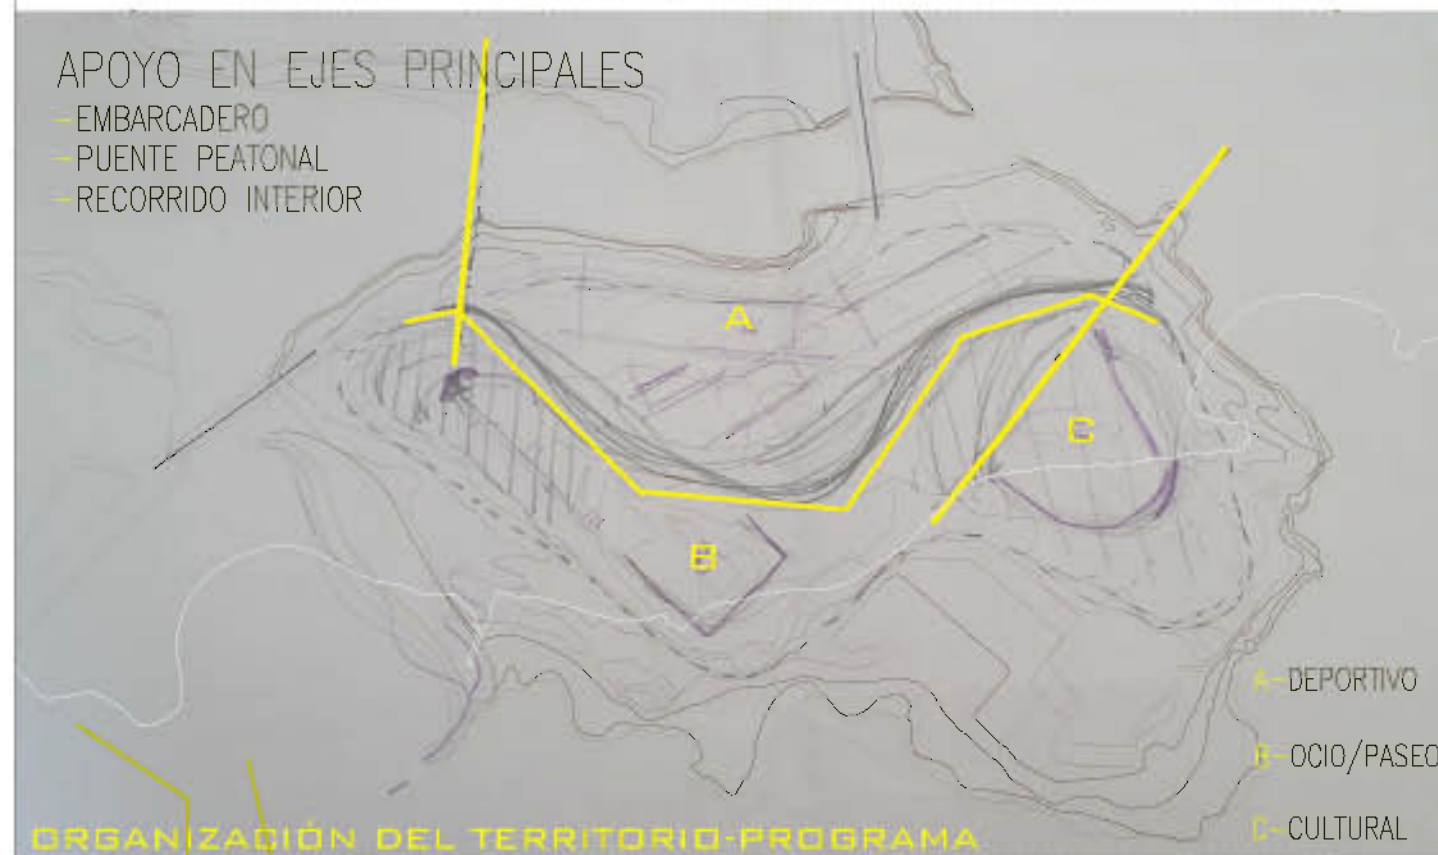 APOYO EN EJES PRINCIPALES
-EMBARCADERO
-PUENTE PEATONAL
-RECORRIDO INTERIOR
A
C
B
A-DEPORTIVO
B-OCIO/PASEO
C-CULTURAL
ORGANIZACIÓN DEL TERRITORIO-PROGRAMA